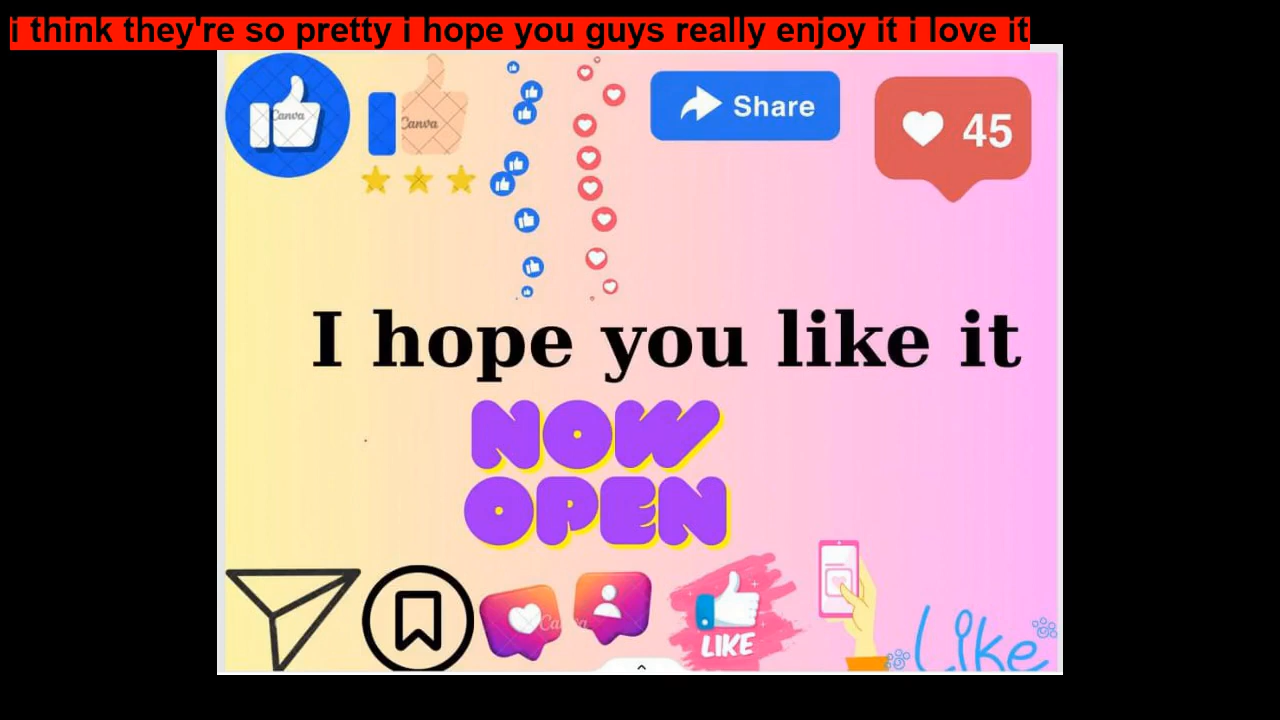 i think they're so pretty i hope you guys really enjoy it i love it
Canva
Canva
Share
45
I hope you like it
NOW
OPEN
Canva
LIKE
Like